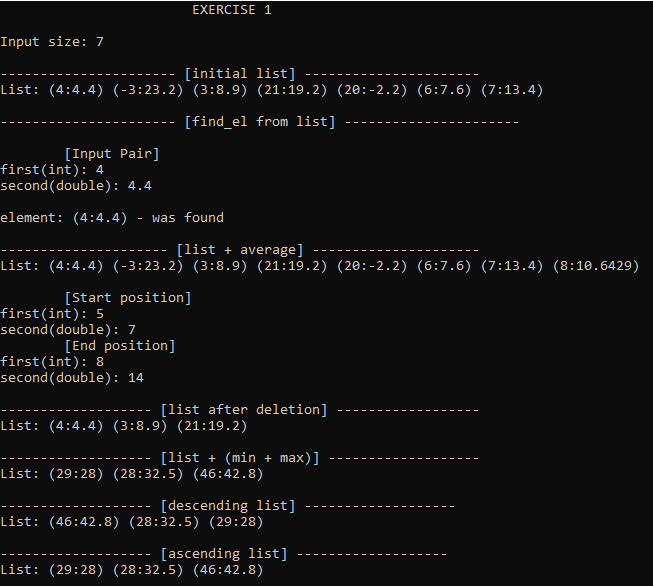 EXERCISE 1
Input size: 7
---------------------- [initial list] ----------------------
List: (4:4.4) (-3:23.2) (3:8.9) (21:19.2) (20:-2.2) (6:7.6) (7:13.4)
---------------------- [find_el from list] ----------------------
[Input Pair]
first(int): 4
second(double): 4.4
element: (4:4.4) - was found
--------------------- [list + average] ---------------------
List: (4:4.4) (-3:23.2) (3:8.9) (21:19.2) (20:-2.2) (6:7.6) (7:13.4) (8:10.6429)
[Start position]
first(int): 5
second(double): 7
[End position]
first(int): 8
second(double): 14
------------------- [list after deletion] ------------------
List: (4:4.4) (3:8.9) (21:19.2)
------------------- [list + (min + max)] -------------------
List: (29:28) (28:32.5) (46:42.8)
------------------- [descending list] -------------------
List: (46:42.8) (28:32.5) (29:28)
------------------- [ascending list] -------------------
List: (29:28) (28:32.5) (46:42.8)